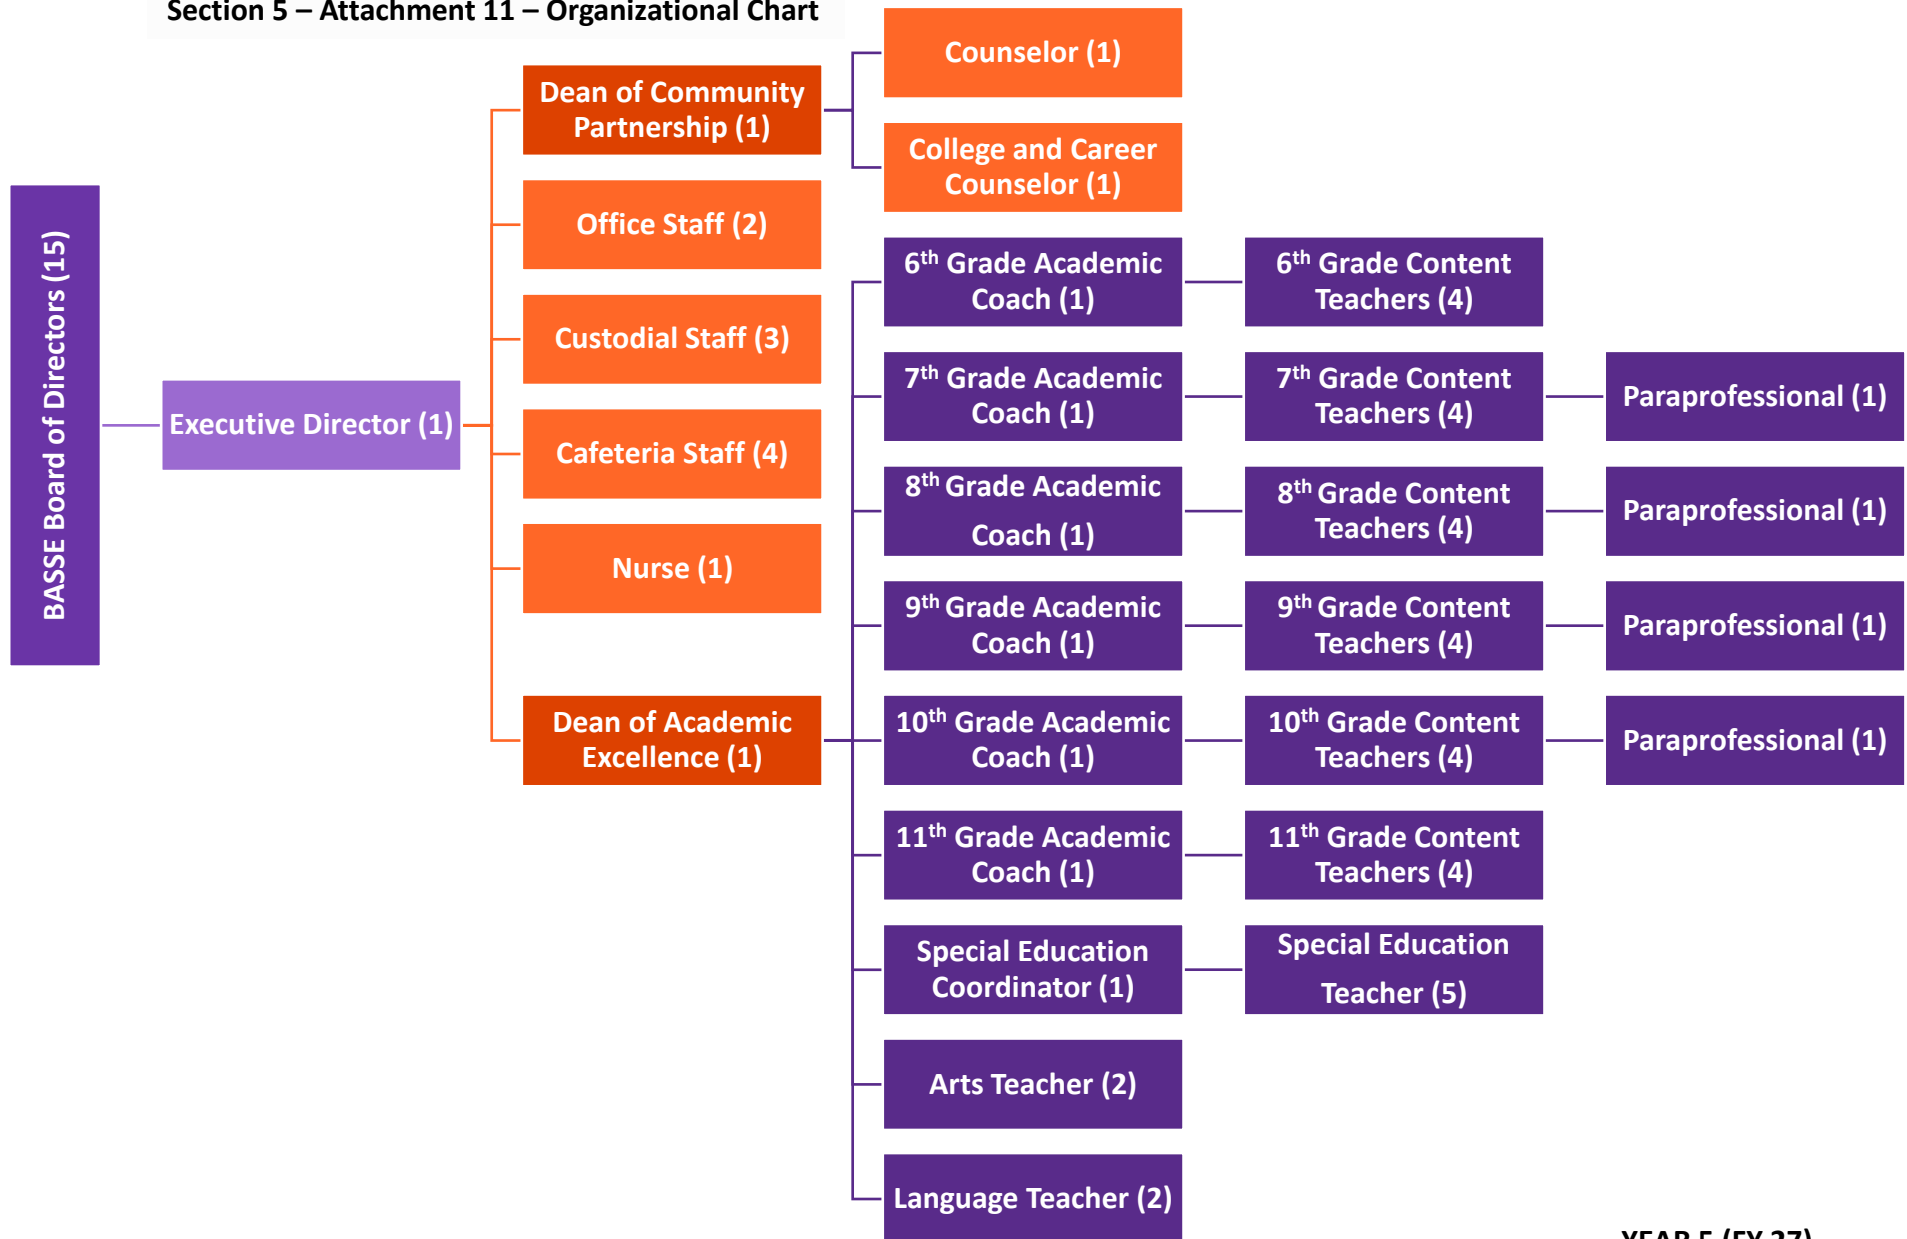 Section 5 – Attachment 11 – Organizational Chart
BASSE Board of Directors (15)
Executive Director (1)
Dean of Community
Partnership (1)
Counselor (1)
College and Career
Counselor (1)
Office Staff (2)
Custodial Staff (3)
Cafeteria Staff (4)
Nurse (1)
Dean of Academic
Excellence (1)
6th Grade Academic
Coach (1)
6th Grade Content
Teachers (4)
7th Grade Academic
Coach (1)
7th Grade Content
Teachers (4)
Paraprofessional (1)
8th Grade Academic
Coach (1)
8th Grade Content
Teachers (4)
Paraprofessional (1)
9th Grade Academic
Coach (1)
9th Grade Content
Teachers (4)
Paraprofessional (1)
10th Grade Academic
Coach (1)
10th Grade Content
Teachers (4)
Paraprofessional (1)
11th Grade Academic
Coach (1)
11th Grade Content
Teachers (4)
Special Education
Coordinator (1)
Special Education
Teacher (5)
Arts Teacher (2)
Language Teacher (2)
YEAR 5 (FY 27)